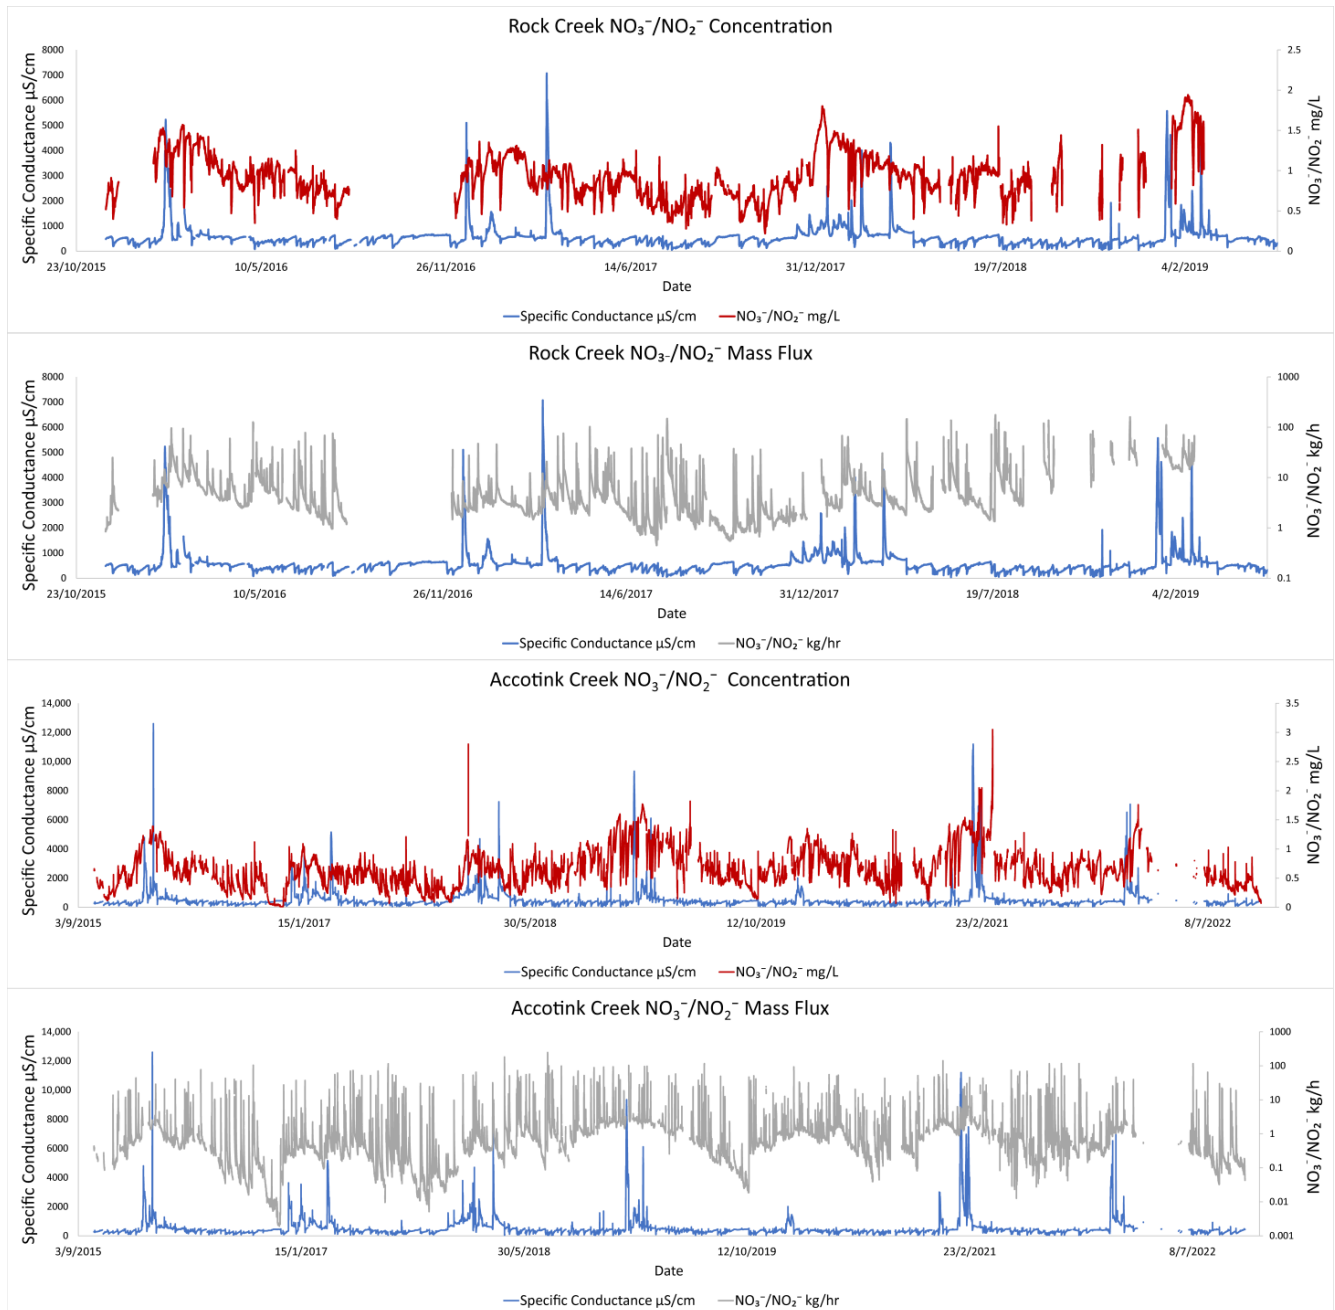 Rock Creek NO₃⁻/NO₂⁻ Concentration
Specific Conductance µS/cm
8000
7000
6000
5000
4000
3000
2000
1000
0
2.5
2
1.5
1
0.5
0
NO₃⁻/NO₂⁻ mg/L
23/10/2015 10/5/2016 26/11/2016 14/6/2017 31/12/2017 19/7/2018 4/2/2019
Date
Specific Conductance µS/cm NO₃⁻/NO₂⁻ mg/L
Rock Creek NO₃-/NO₂⁻ Mass Flux
Specific Conductance µS/cm
8000
7000
6000
5000
4000
3000
2000
1000
0
1000
100
10
1
0.1
NO₃⁻/NO₂⁻ kg/h
23/10/2015 10/5/2016 26/11/2016 14/6/2017 31/12/2017 19/7/2018 4/2/2019
Date
Specific Conductance µS/cm NO₃⁻/NO₂⁻ kg/hr
Accotink Creek NO₃⁻/NO₂⁻ Concentration
Specific Conductance µS/cm
14,000
12,000
10,000
8000
6000
4000
2000
0
3.5
3
2.5
2
1.5
1
0.5
0
NO₃⁻/NO₂⁻ mg/L
3/9/2015 15/1/2017 30/5/2018 12/10/2019 23/2/2021 8/7/2022
Date
Specific Conductance µS/cm NO₃⁻/NO₂⁻ mg/L
Accotink Creek NO₃⁻/NO₂⁻ Mass Flux
Specific Conductance µS/cm
14,000
12,000
10,000
8000
6000
4000
2000
0
1000
100
10
1
0.1
0.01
0.001
NO₃⁻/NO₂⁻ kg/h
3/9/2015 15/1/2017 30/5/2018 12/10/2019 23/2/2021 8/7/2022
Date
Specific Conductance µS/cm NO₃⁻/NO₂⁻ kg/hr